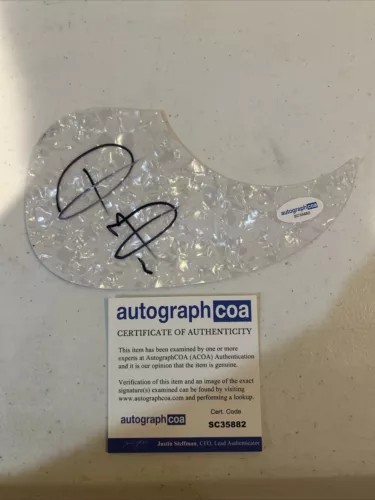 autographcoa
SC35882
autographcoa
CERTIFICATE OF AUTHENTICITY
This item has been examined by one or more
experts at AutographCOA (ACOA) Authentication
and it is our opinion that the item is genuine.
Verification of this item and an image of the exact
signature(s) examined can be found by visiting
www.autographcoa.com and performing a lookup.
autographcoa
Cert. Code
SC35882
Justin Steffman, CEO, Lead Authenticator